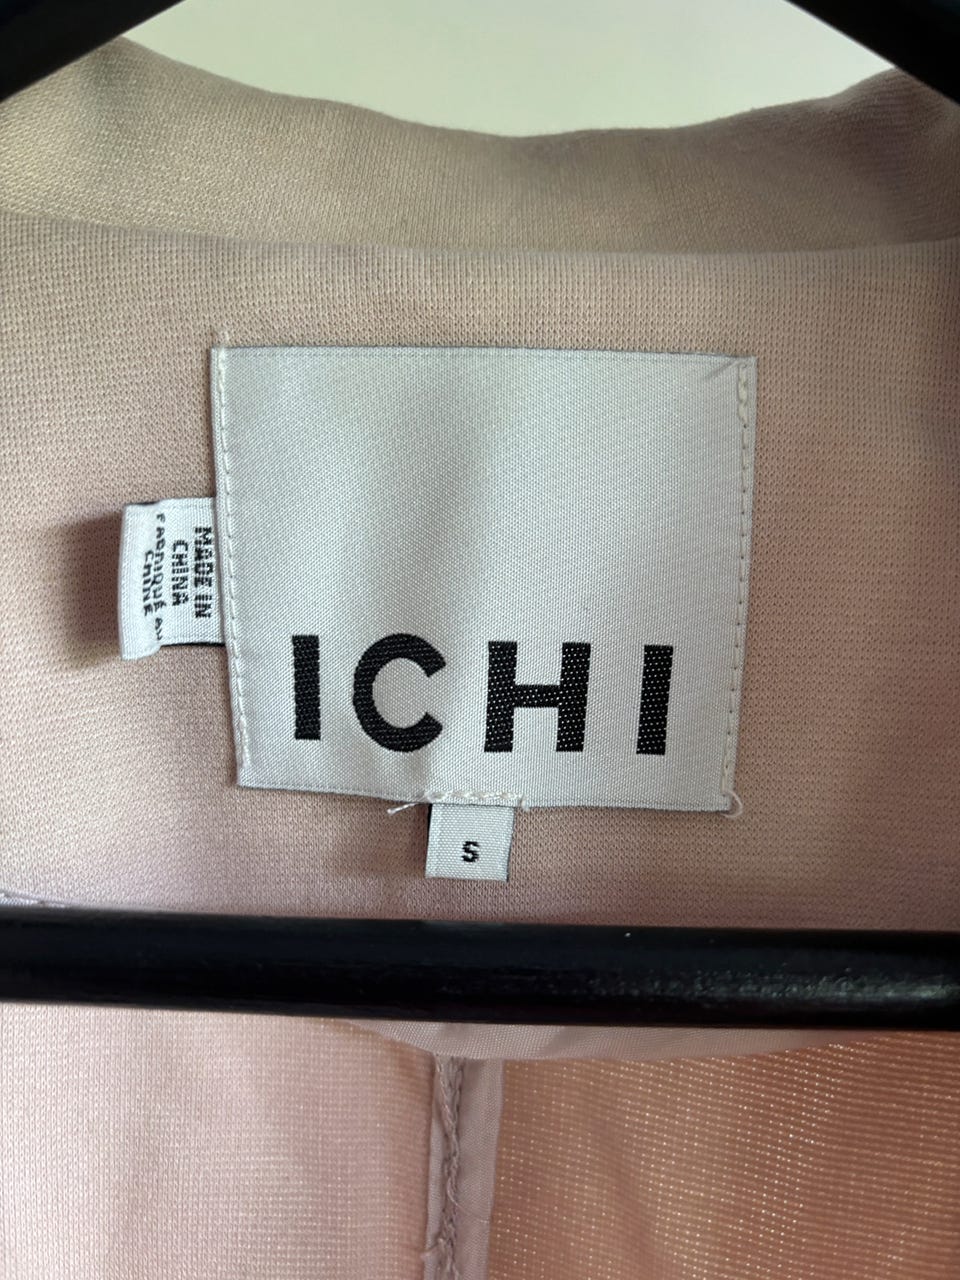 ICHI
S
MADE IN
CHINA
FABRIQUÉ EN
CHINE